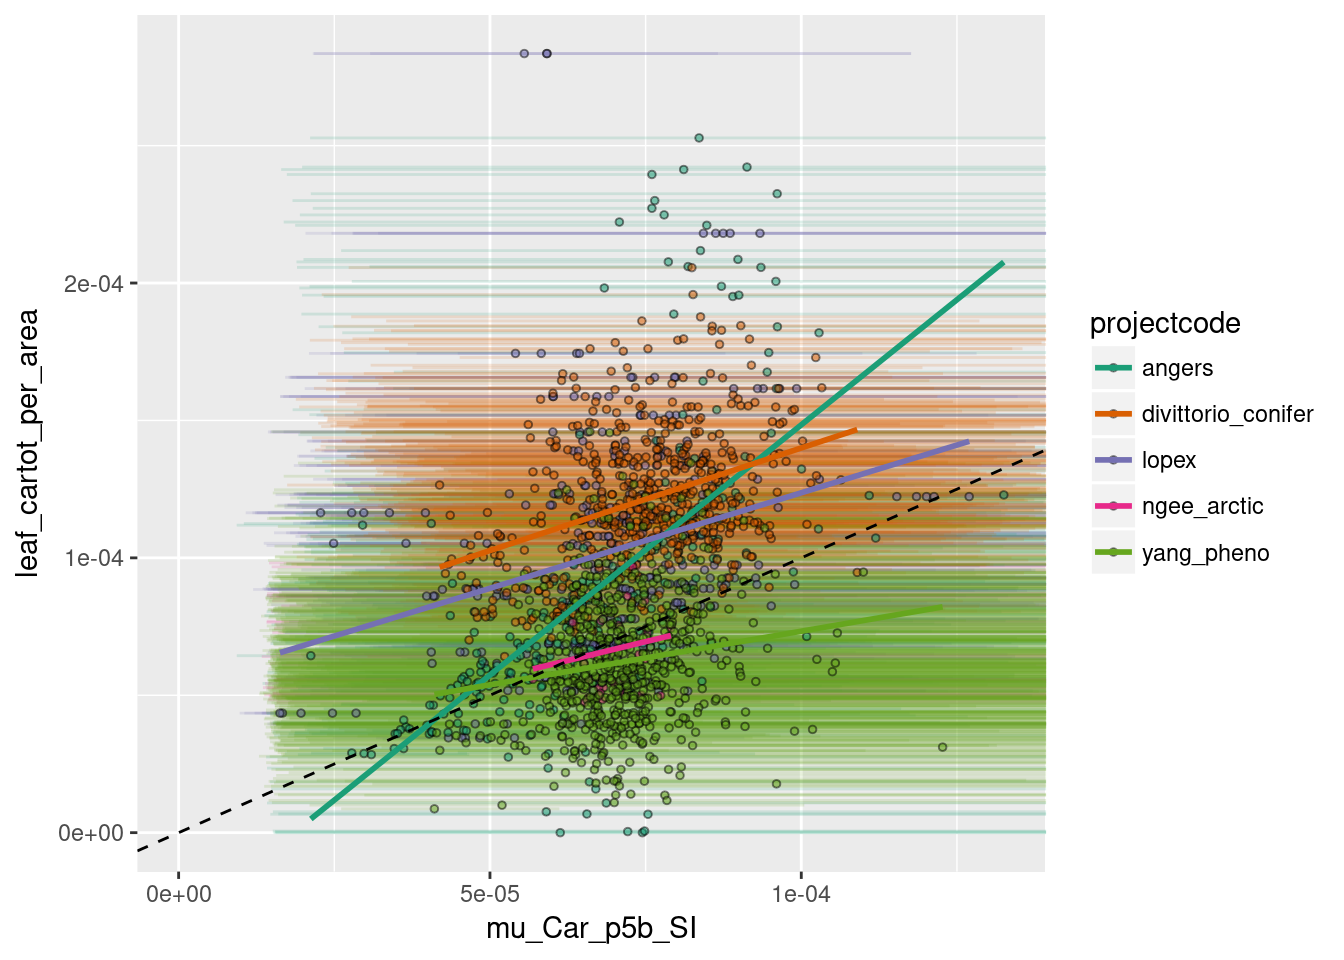 leaf_cartot_per_area
2e-04
1e-04
0e+00
0e+00
5e-05
1e-04
mu_Car_p5b_SI
projectcode
angers
divittorio_conifer
lopex
ngee_arctic
yang_pheno